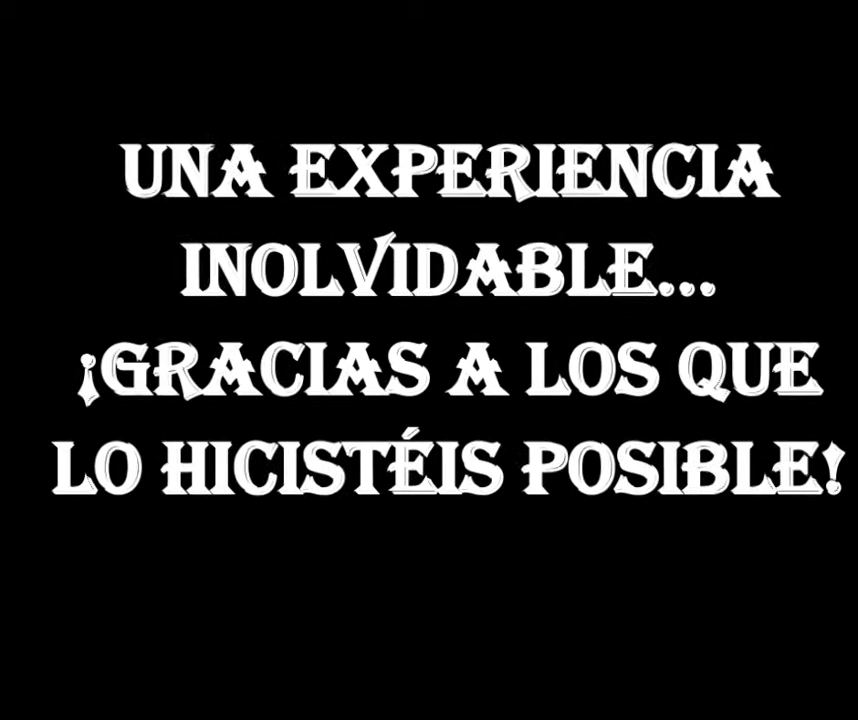 UNA EXPERIENCIA
INOLVIDABLE...
¡GRACIAS A LOS QUE
LO HICISTÉIS POSIBLE!